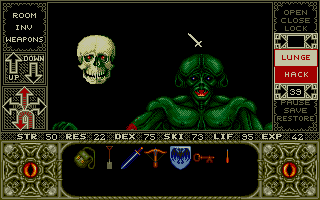 ROOM
INV
WEAPONS
UP
DOWN
OPEN
CLOSE
LOCK
LUNGE
HACK
39
PAUSE
SAVE
RESTORE
STR 50 RES 22 DEX 75 SKI 73 LIF 95 EXP 42